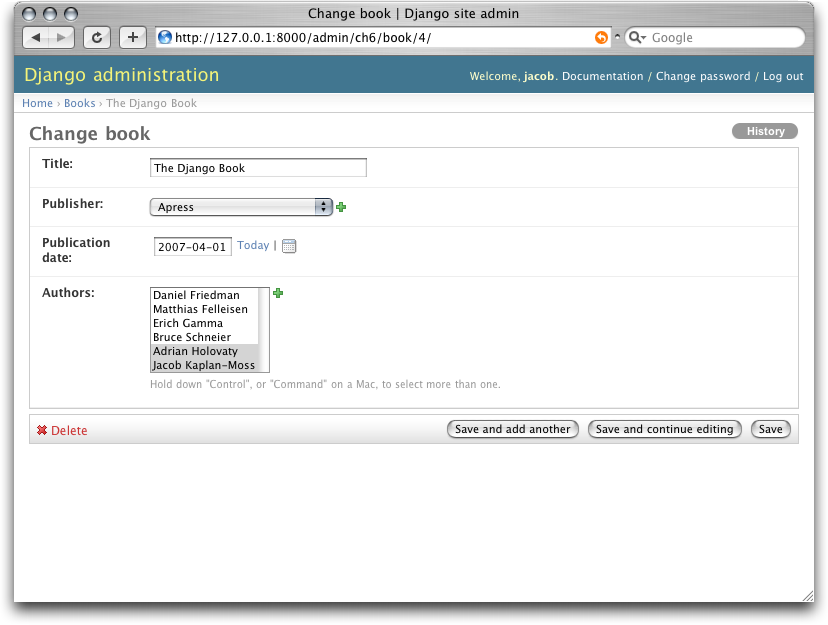 Change book | Django site admin
http://127.0.0.1:8000/admin/ch6/book/4/
Google
Django administration
Welcome, jacob. Documentation / Change password / Log out
Home › Books › The Django Book
Change book
History
Title:
The Django Book
Publisher:
Apress
Publication
date:
2007-04-01 Today |
Authors:
Daniel Friedman
Matthias Felleisen
Erich Gamma
Bruce Schneier
Adrian Holovaty
Jacob Kaplan-Moss
Hold down "Control", or "Command" on a Mac, to select more than one.
Delete
Save and add another
Save and continue editing
Save